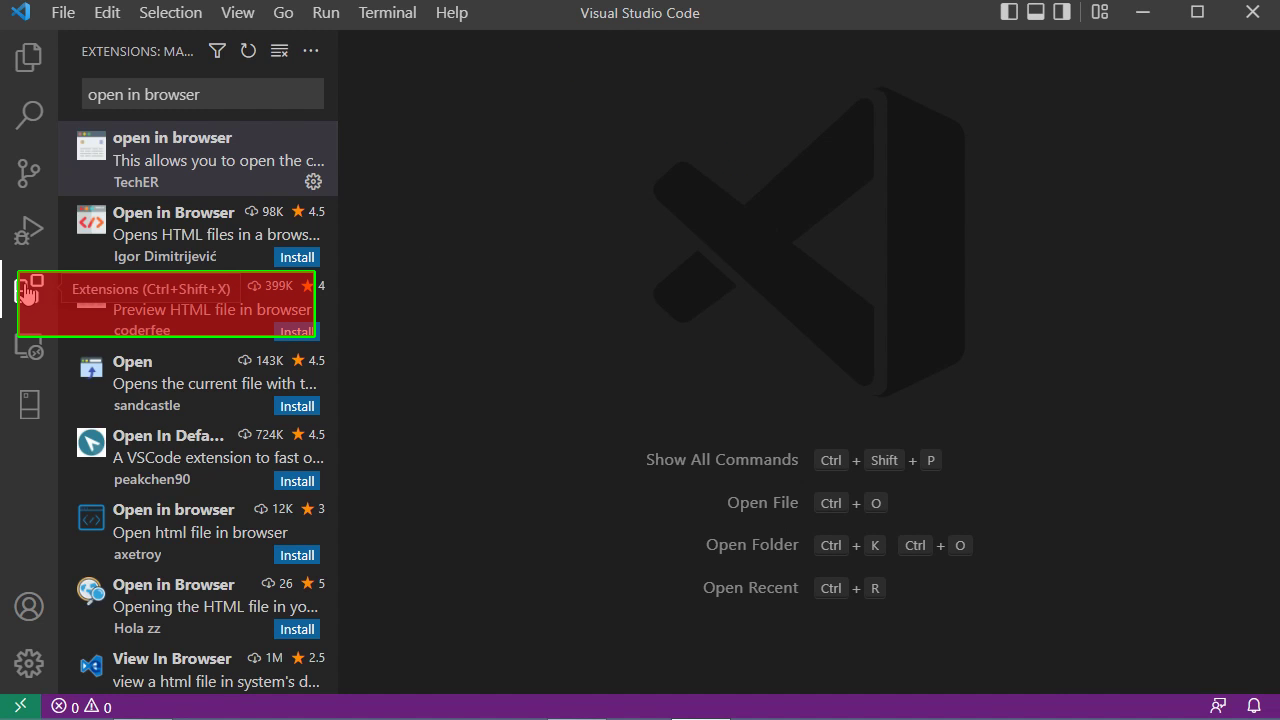 File Edit Selection View Go Run Terminal Help
Visual Studio Code
EXTENSIONS: MA...
open in browser
open in browser
This allows you to open the c...
TechER
Open in Browser 98K 4.5
Opens HTML files in a brows...
Igor Dimitrijević Install
Extensions (Ctrl+Shift+X) 399K 4
Preview HTML file in browser
coderfee Install
Open 143K 4.5
Opens the current file with t...
sandcastle Install
Open In Defa... 724K 4.5
A VSCode extension to fast o...
peakchen90 Install
Open in browser 12K 3
Open html file in browser
axetroy Install
Open in Browser 26 5
Opening the HTML file in yo...
Hola zz Install
View In Browser 1M 2.5
view a html file in system's d...
Show All Commands Ctrl + Shift + P
Open File Ctrl + O
Open Folder Ctrl + K Ctrl + O
Open Recent Ctrl + R
0 0